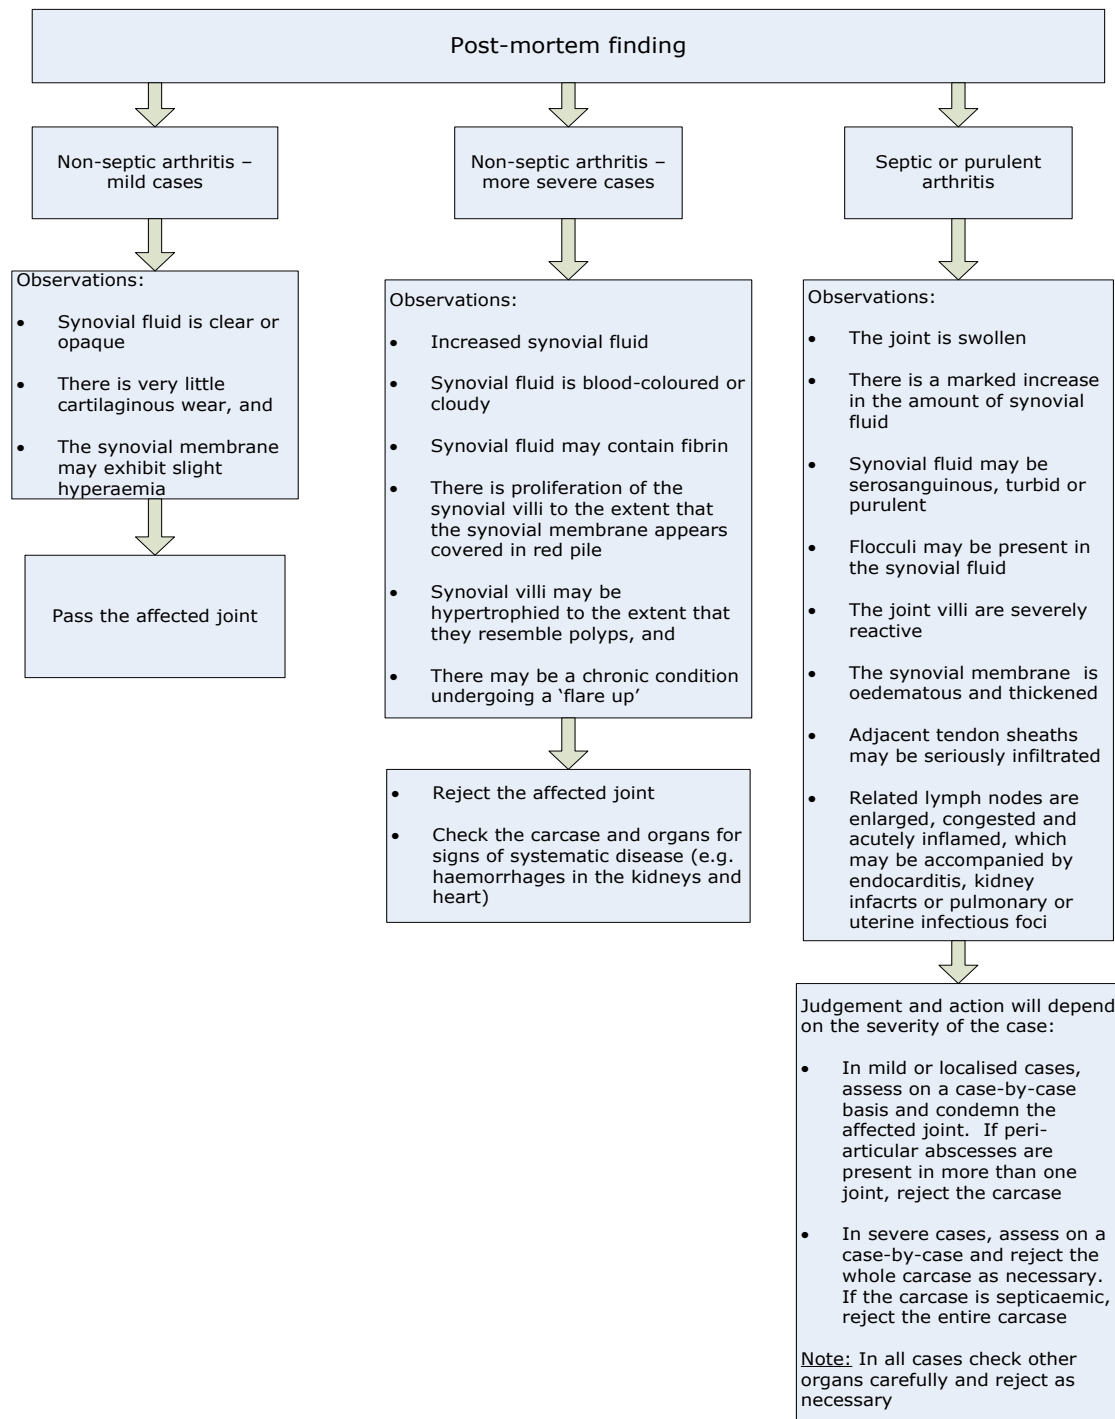 Post-mortem finding
Non-septic arthritis –
mild cases
Non-septic arthritis –
more severe cases
Septic or purulent
arthritis
Observations:
• Synovial fluid is clear or
opaque
• There is very little
cartilaginous wear, and
• The synovial membrane
may exhibit slight
hyperaemia
Pass the affected joint
Observations:
• Increased synovial fluid
• Synovial fluid is blood-coloured or
cloudy
• Synovial fluid may contain fibrin
• There is proliferation of the
synovial villi to the extent that
the synovial membrane appears
covered in red pile
• Synovial villi may be
hypertrophied to the extent that
they resemble polyps, and
• There may be a chronic condition
undergoing a ‘flare up’
• Reject the affected joint
• Check the carcase and organs for
signs of systematic disease (e.g.
haemorrhages in the kidneys and
heart)
Observations:
• The joint is swollen
• There is a marked increase
in the amount of synovial
fluid
• Synovial fluid may be
serosanguinous, turbid or
purulent
• Flocculi may be present in
the synovial fluid
• The joint villi are severely
reactive
• The synovial membrane is
oedematous and thickened
• Adjacent tendon sheaths
may be seriously infiltrated
• Related lymph nodes are
enlarged, congested and
acutely inflamed, which
may be accompanied by
endocarditis, kidney
infacrts or pulmonary or
uterine infectious foci
Judgement and action will depend
on the severity of the case:
• In mild or localised cases,
assess on a case-by-case
basis and condemn the
affected joint. If peri-
articular abscesses are
present in more than one
joint, reject the carcase
• In severe cases, assess on a
case-by-case and reject the
whole carcase as necessary.
If the carcase is septicaemic,
reject the entire carcase
Note: In all cases check other
organs carefully and reject as
necessary